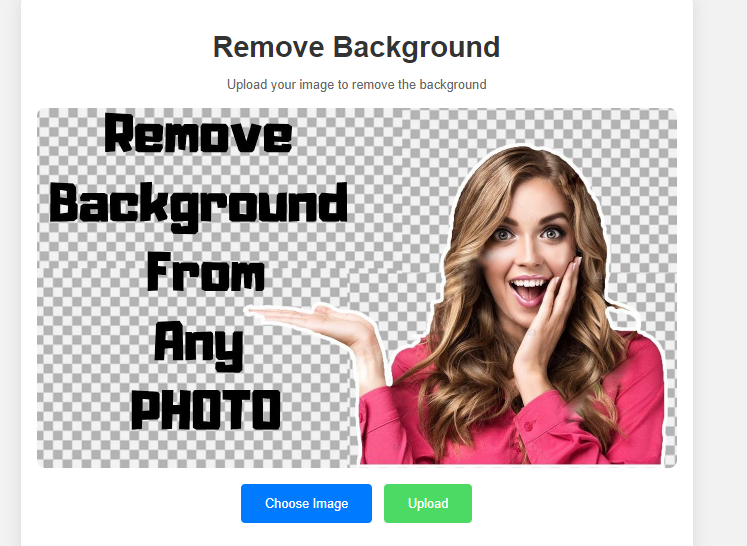 Remove Background
Upload your image to remove the background
Remove
Background
From
Any
PHOTO
Choose Image
Upload